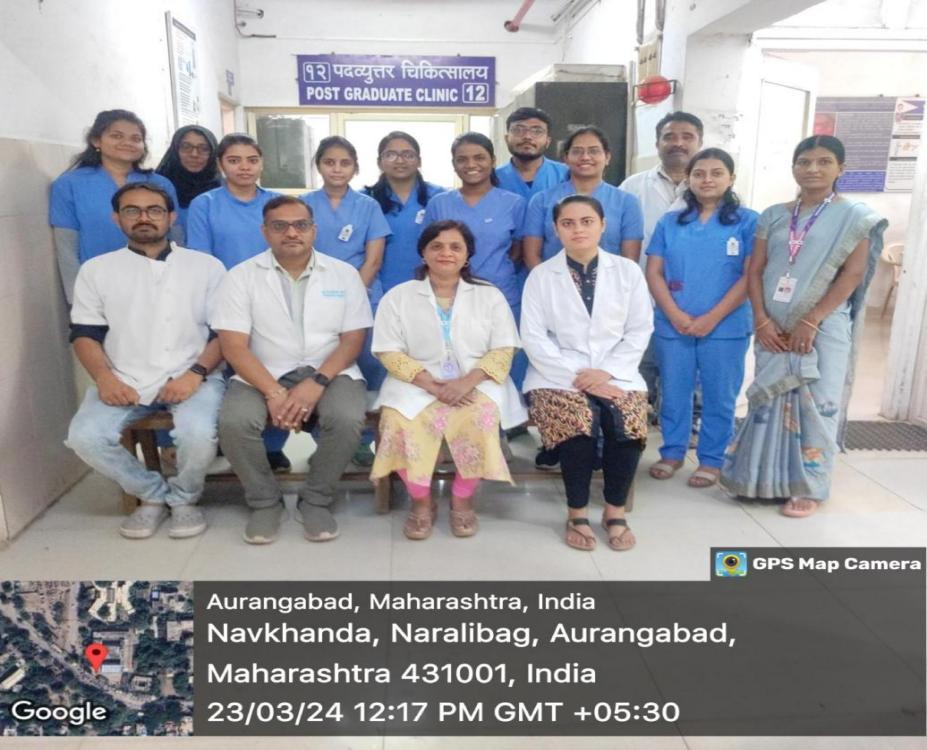 १२ पदव्युत्तर चिकित्सालय
POST GRADUATE CLINIC 12
GPS Map Camera
Aurangabad, Maharashtra, India
Navkhanda, Naralibag, Aurangabad,
Maharashtra 431001, India
23/03/24 12:17 PM GMT +05:30
Google